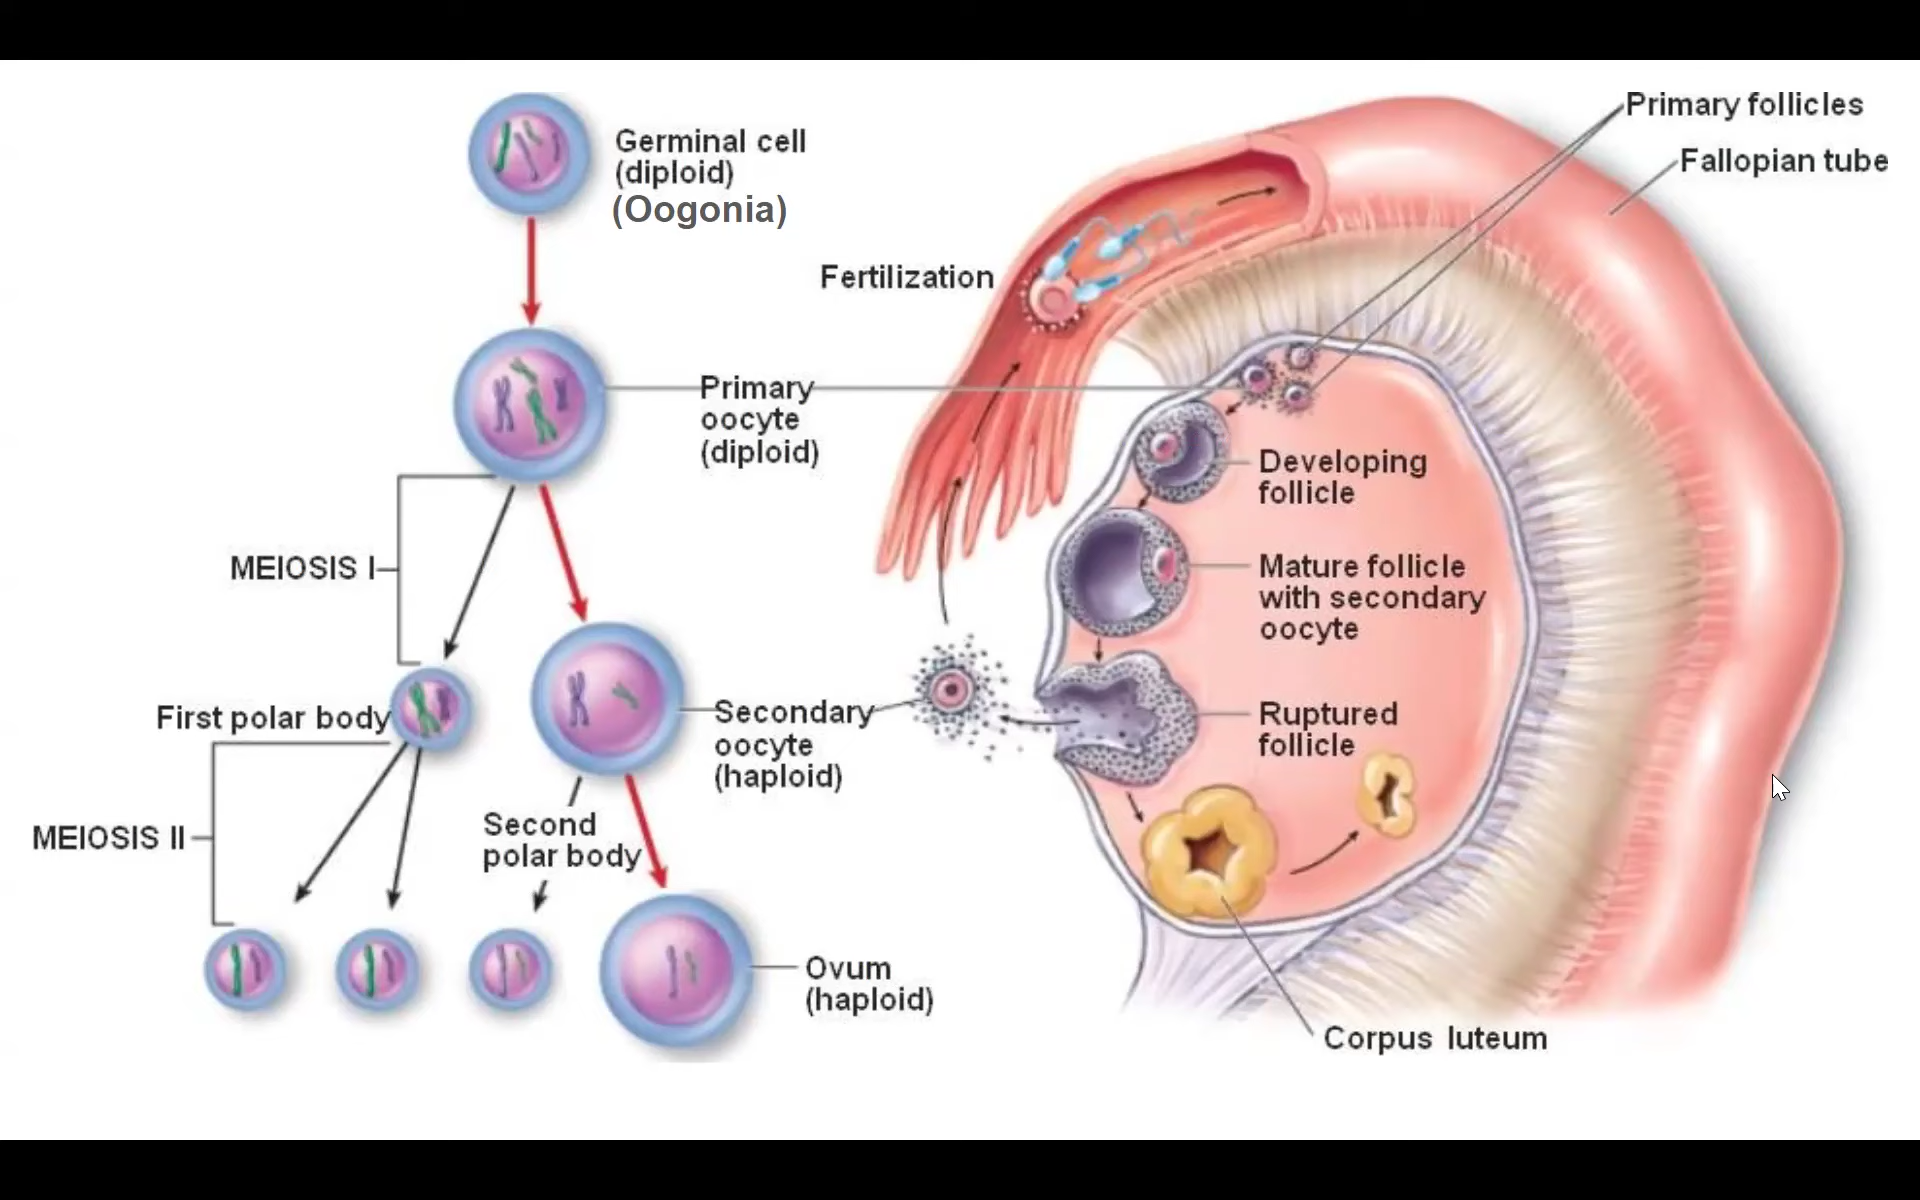 Germinal cell
(diploid)
(Oogonia)
Primary
oocyte
(diploid)
MEIOSIS I
First polar body
Secondary
oocyte
(haploid)
MEIOSIS II
Second
polar body
Ovum
(haploid)
Primary follicles
Fallopian tube
Fertilization
Developing
follicle
Mature follicle
with secondary
oocyte
Ruptured
follicle
Corpus luteum